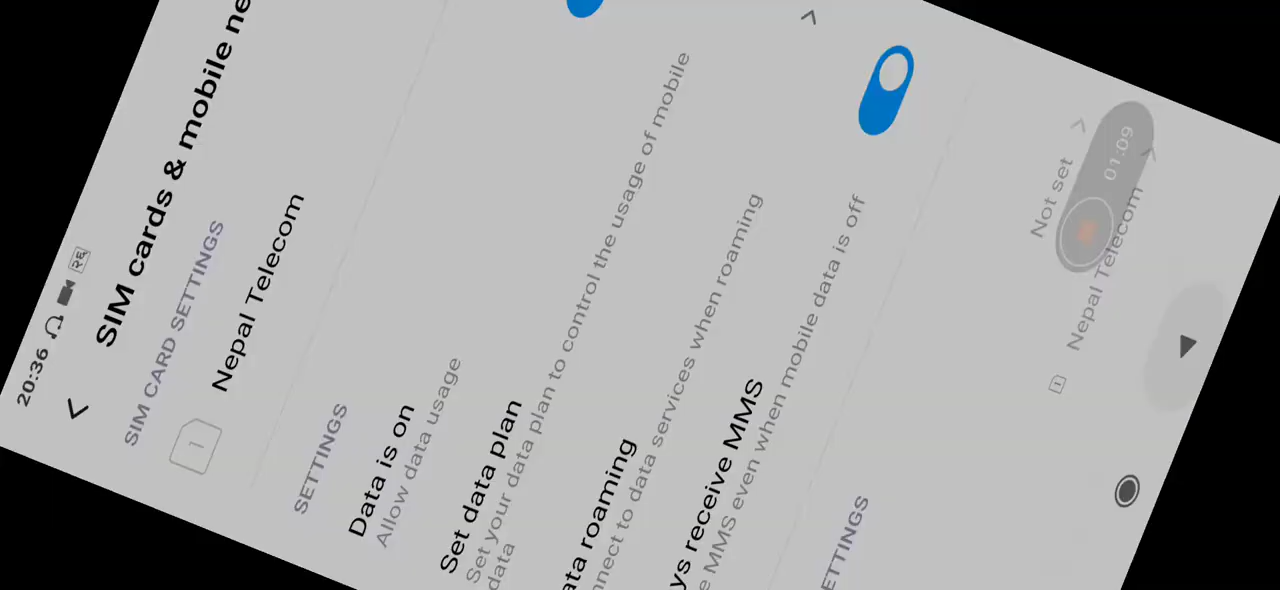 20:36
SIM cards & mobile ne
SIM CARD SETTINGS
1
Nepal Telecom
SETTINGS
Data is on
Allow data usage
Set data plan
Set your data plan to control the usage of mobile
data
ata roaming
nnect to data services when roaming
ys receive MMS
e MMS even when mobile data is off
ETTINGS
Not set
1 Nepal Telecom
01:09